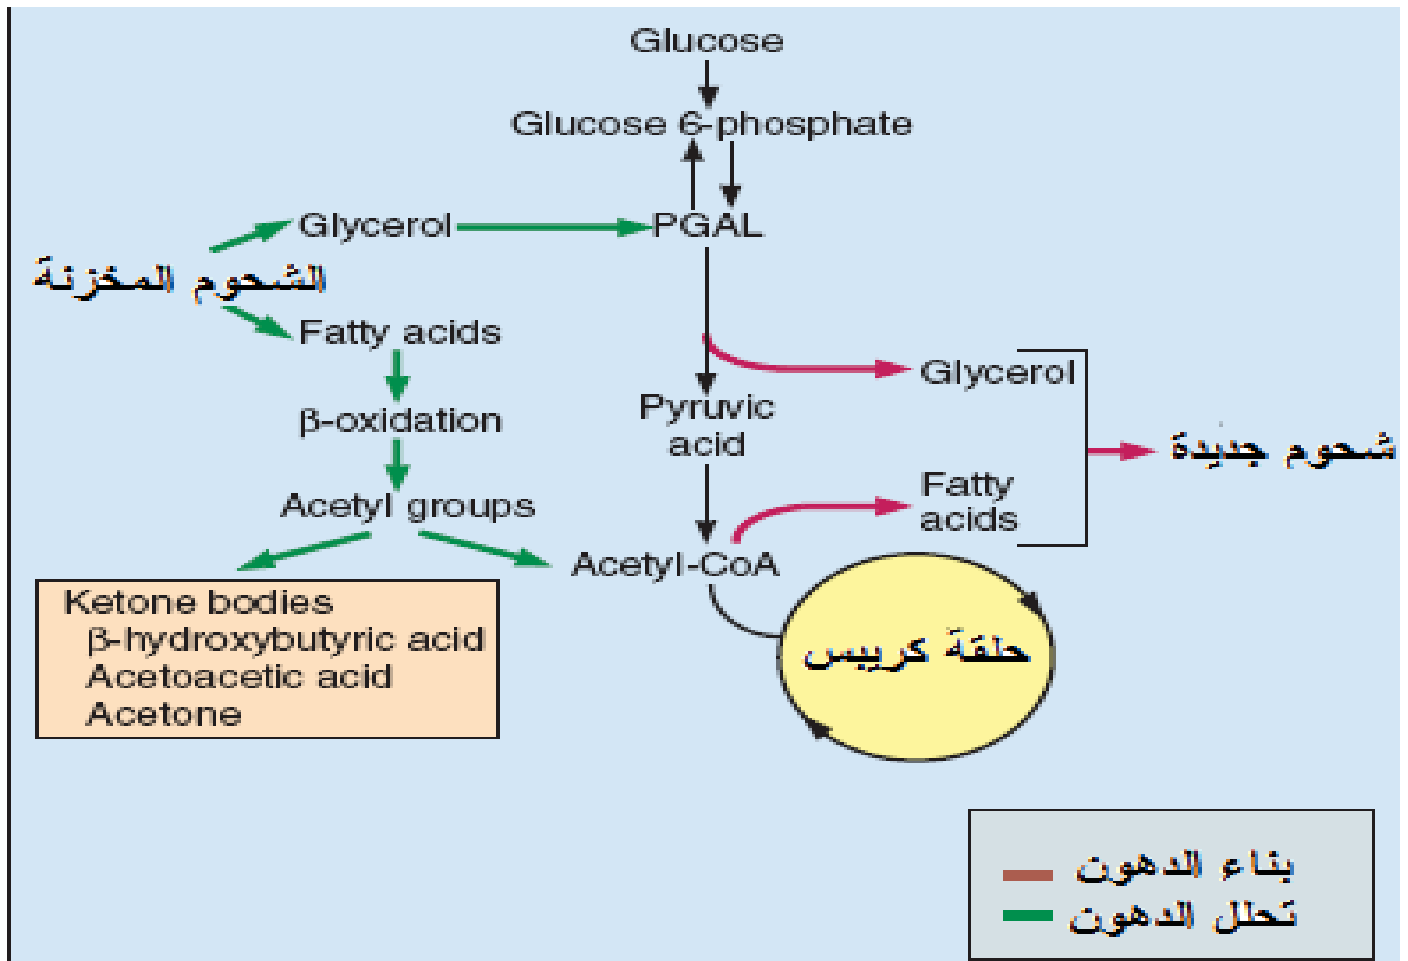 Glucose
Glucose 6-phosphate
Glycerol
PGAL
الشحوم المخزنة
Fatty acids
Glycerol
Pyruvic
acid
β-oxidation
شحوم جديدة
Fatty
acids
Acetyl groups
Acetyl-CoA
Ketone bodies
β-hydroxybutyric acid
Acetoacetic acid
Acetone
حلقة كريبس
بناء الدهون
تحلل الدهون